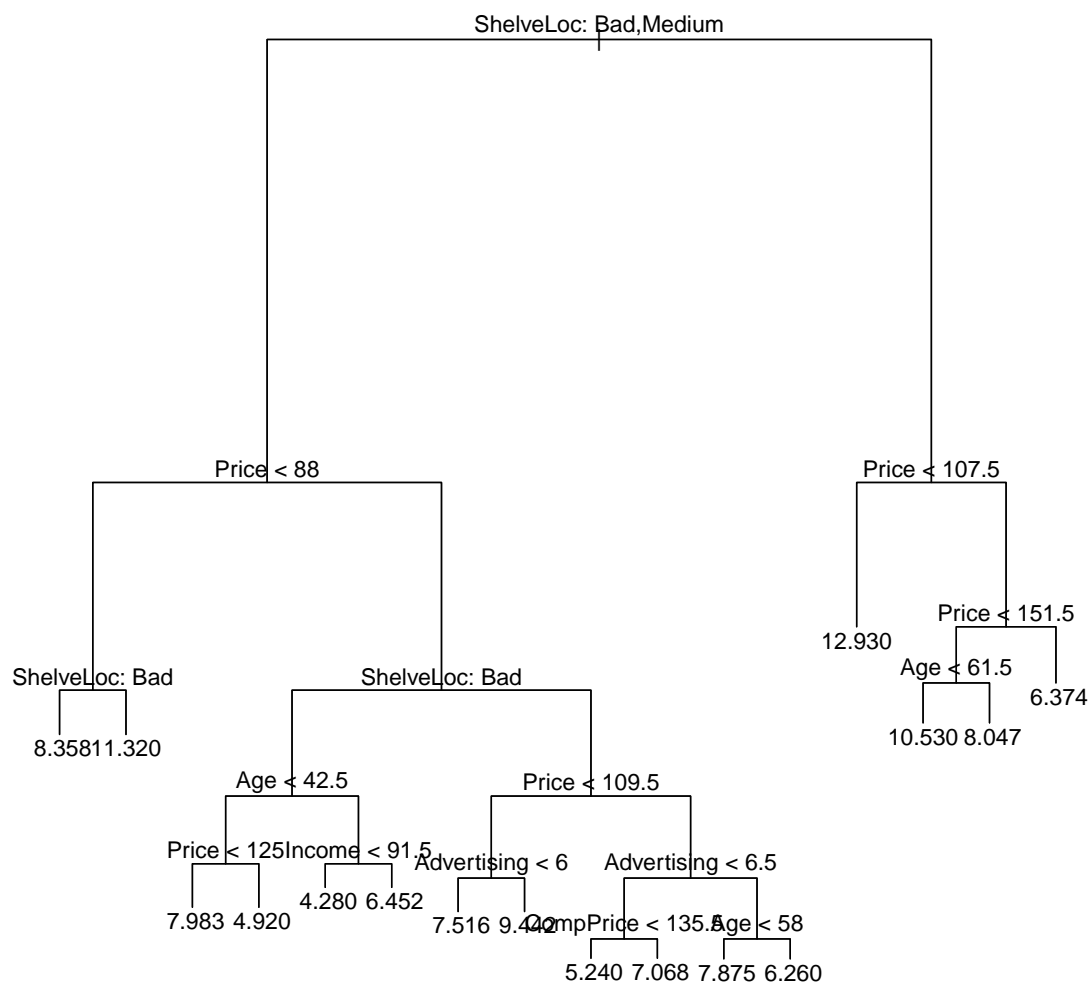 ShelveLoc: Bad,Medium
Price < 88
Price < 107.5
Price < 151.5
12.930
Age < 61.5
ShelveLoc: Bad
ShelveLoc: Bad
6.374
10.530
8.047
8.358
11.320
Age < 42.5
Price < 109.5
Price < 125
Income < 91.5
Advertising < 6
Advertising < 6.5
4.280
6.452
7.983
4.920
7.516
9.442
CompPrice < 135.5
Age < 58
5.240
7.068
7.875
6.260